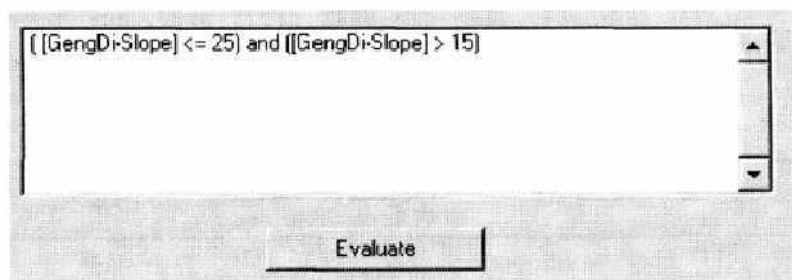 ( [GengDi-Slope] <= 25) and ([GengDi-Slope] > 15)
Evaluate